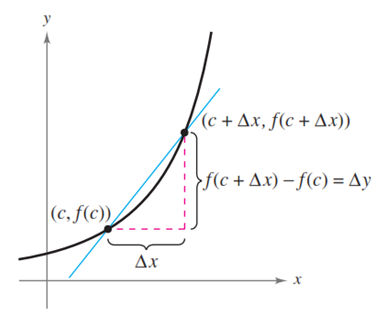 y
(c + Δx, f(c + Δx))
f(c + Δx) – f(c) = Δy
(c, f(c))
Δx
x